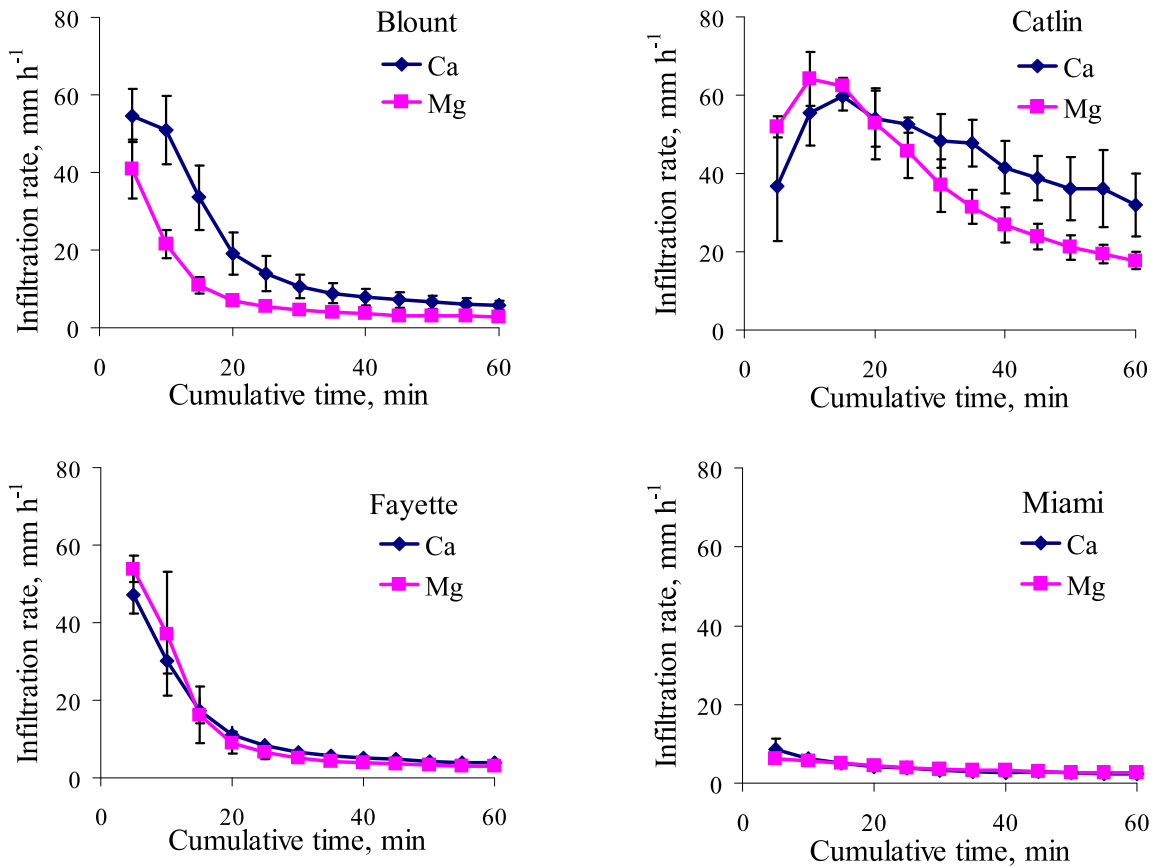 Blount
Ca
Mg
80
60
40
20
0
Infiltration rate, mm h-1
0 20 40 60
Cumulative time, min
Catlin
Ca
Mg
80
60
40
20
0
Infiltration rate, mm h-1
0 20 40 60
Cumulative time, min
Fayette
Ca
Mg
80
60
40
20
0
Infiltration rate, mm h-1
0 20 40 60
Cumulative time, min
Miami
Ca
Mg
80
60
40
20
0
Infiltration rate, mm h-1
0 20 40 60
Cumulative time, min